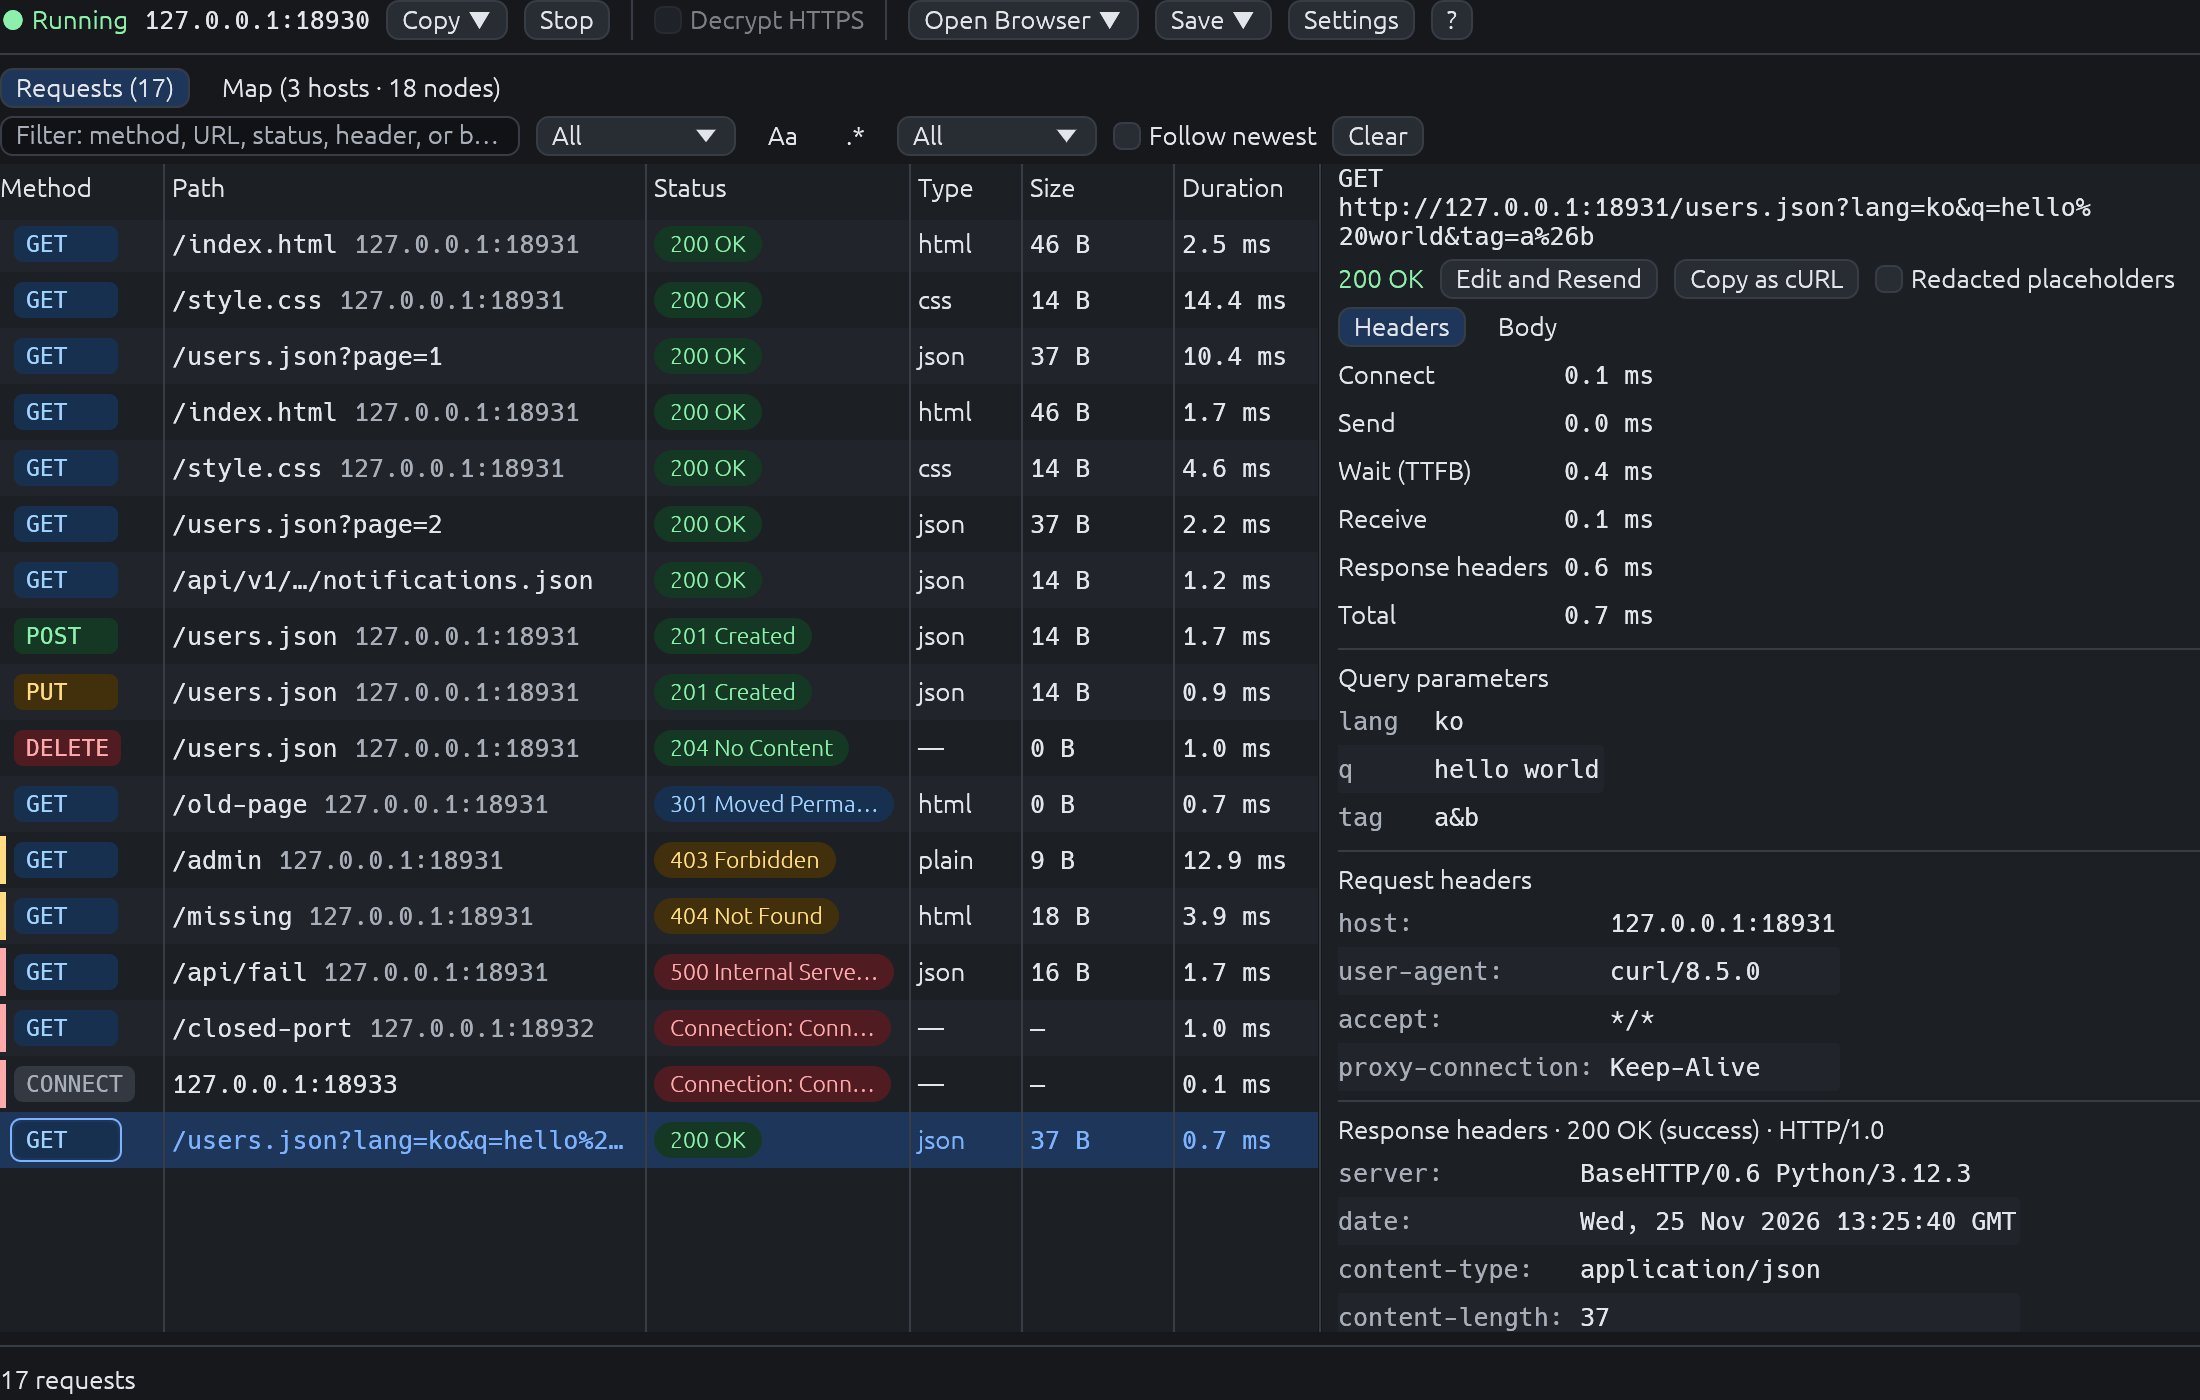 Running 127.0.0.1:18930 Copy ▼ Stop Decrypt HTTPS Open Browser ▼ Save ▼ Settings ?
Requests (17) Map (3 hosts · 18 nodes)
Filter: method, URL, status, header, or b… All ▼ Aa .* All ▼ Follow newest Clear
Method Path Status Type Size Duration
GET /index.html 127.0.0.1:18931 200 OK html 46 B 2.5 ms
GET /style.css 127.0.0.1:18931 200 OK css 14 B 14.4 ms
GET /users.json?page=1 200 OK json 37 B 10.4 ms
GET /index.html 127.0.0.1:18931 200 OK html 46 B 1.7 ms
GET /style.css 127.0.0.1:18931 200 OK css 14 B 4.6 ms
GET /users.json?page=2 200 OK json 37 B 2.2 ms
GET /api/v1/…/notifications.json 200 OK json 14 B 1.2 ms
POST /users.json 127.0.0.1:18931 201 Created json 14 B 1.7 ms
PUT /users.json 127.0.0.1:18931 201 Created json 14 B 0.9 ms
DELETE /users.json 127.0.0.1:18931 204 No Content — 0 B 1.0 ms
GET /old-page 127.0.0.1:18931 301 Moved Perma… html 0 B 0.7 ms
GET /admin 127.0.0.1:18931 403 Forbidden plain 9 B 12.9 ms
GET /missing 127.0.0.1:18931 404 Not Found html 18 B 3.9 ms
GET /api/fail 127.0.0.1:18931 500 Internal Serve… json 16 B 1.7 ms
GET /closed-port 127.0.0.1:18932 Connection: Conn… — – 1.0 ms
CONNECT 127.0.0.1:18933 Connection: Conn… — – 0.1 ms
GET /users.json?lang=ko&q=hello%2… 200 OK json 37 B 0.7 ms
GET
http://127.0.0.1:18931/users.json?lang=ko&q=hello%
20world&tag=a%26b
200 OK Edit and Resend Copy as cURL Redacted placeholders
Headers Body
Connect 0.1 ms
Send 0.0 ms
Wait (TTFB) 0.4 ms
Receive 0.1 ms
Response headers 0.6 ms
Total 0.7 ms
Query parameters
lang ko
q hello world
tag a&b
Request headers
host: 127.0.0.1:18931
user-agent: curl/8.5.0
accept: */*
proxy-connection: Keep-Alive
Response headers · 200 OK (success) · HTTP/1.0
server: BaseHTTP/0.6 Python/3.12.3
date: Wed, 25 Nov 2026 13:25:40 GMT
content-type: application/json
content-length: 37
17 requests